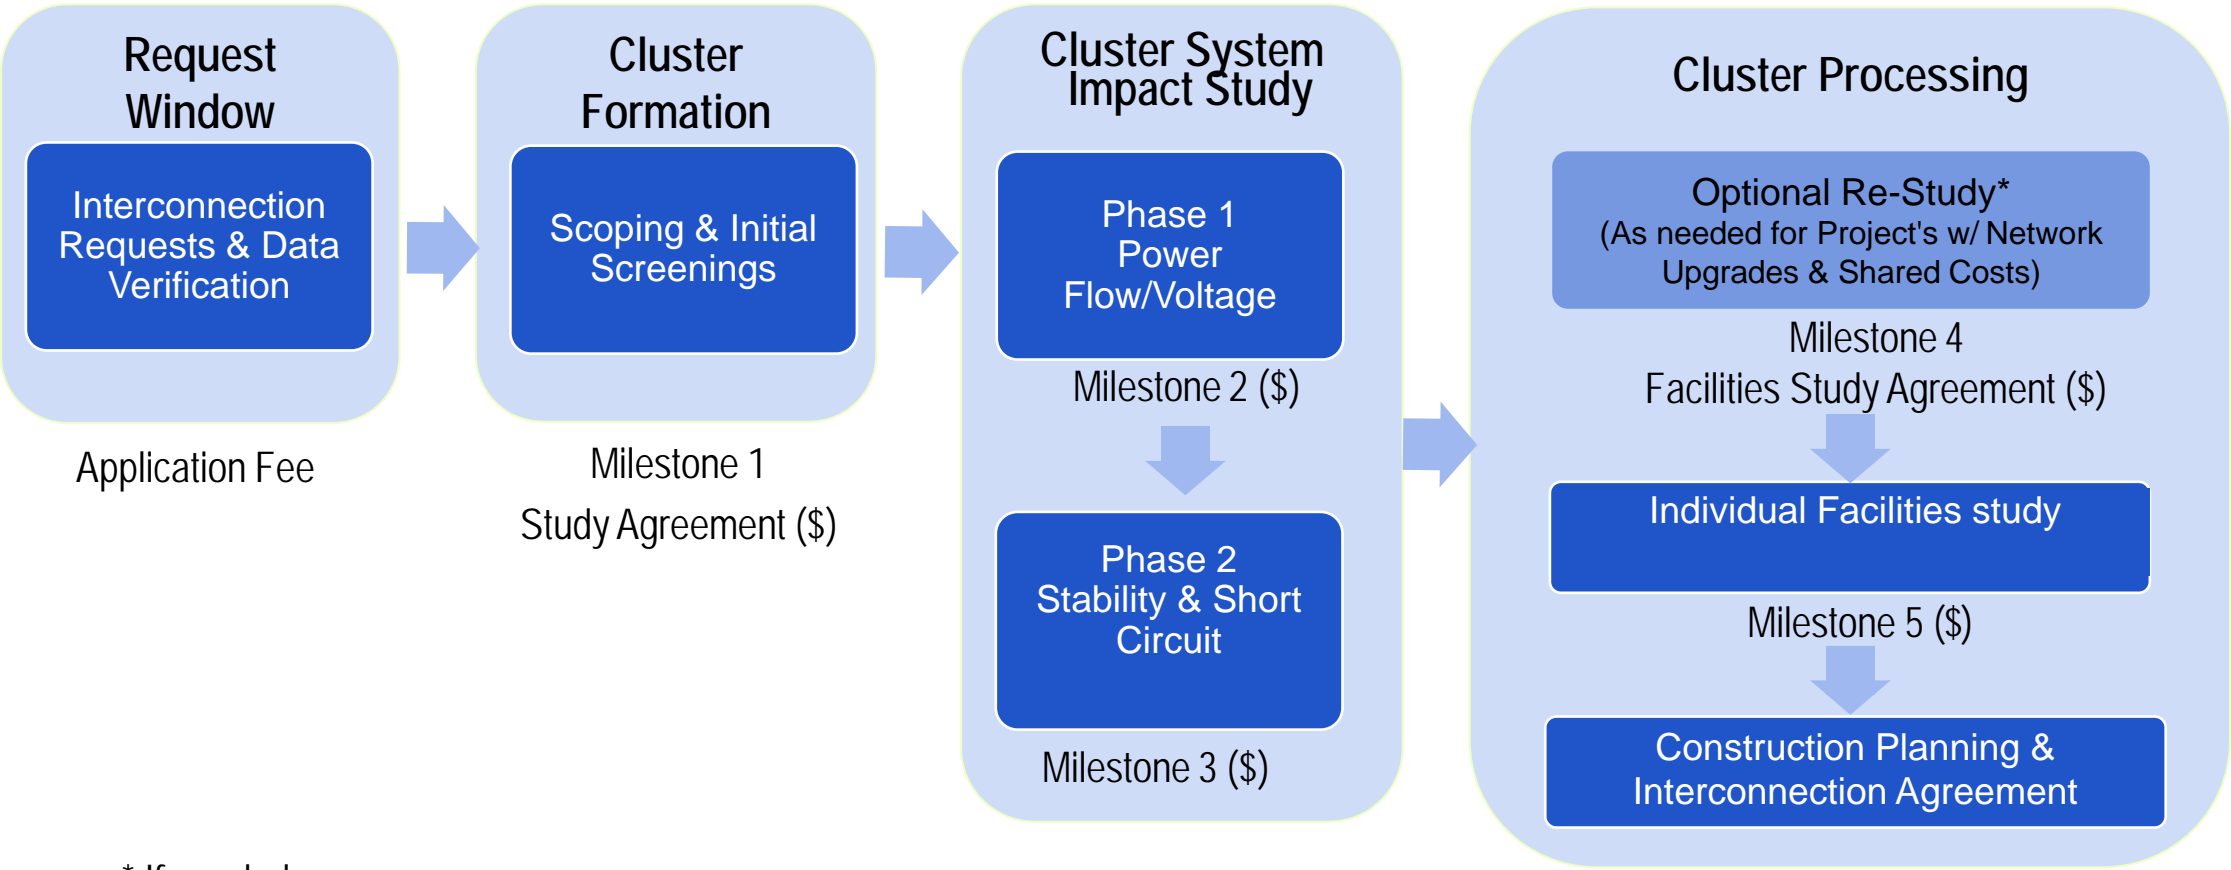 Request
Window
Interconnection
Requests & Data
Verification
Application Fee
Cluster
Formation
Scoping & Initial
Screenings
Milestone 1
Study Agreement ($)
Cluster System
Impact Study
Phase 1
Power
Flow/Voltage
Milestone 2 ($)
Phase 2
Stability & Short
Circuit
Milestone 3 ($)
Cluster Processing
Optional Re-Study*
(As needed for Project's w/ Network
Upgrades & Shared Costs)
Milestone 4
Facilities Study Agreement ($)
Individual Facilities study
Milestone 5 ($)
Construction Planning &
Interconnection Agreement
* If